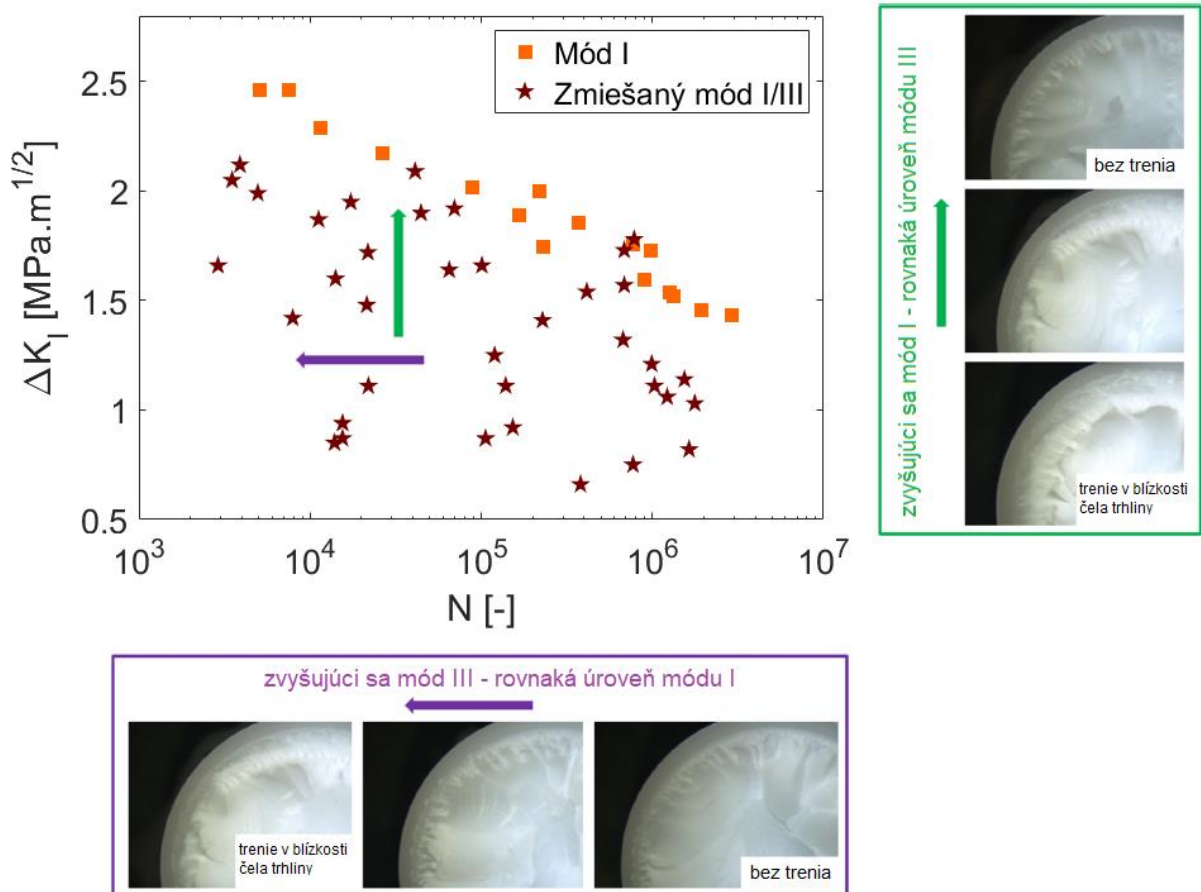 Mód I
Zmiešaný mód I/III
2.5
2
1.5
1
0.5
ΔK_I [MPa.m^{1/2}]
10^3
10^4
10^5
10^6
10^7
N [-]
zvyšujúci sa mód I - rovnaká úroveň módu III
bez trenia
trenie v blízkosti
čela trhliny
zvyšujúci sa mód III - rovnaká úroveň módu I
trenie v blízkosti
čela trhliny
bez trenia